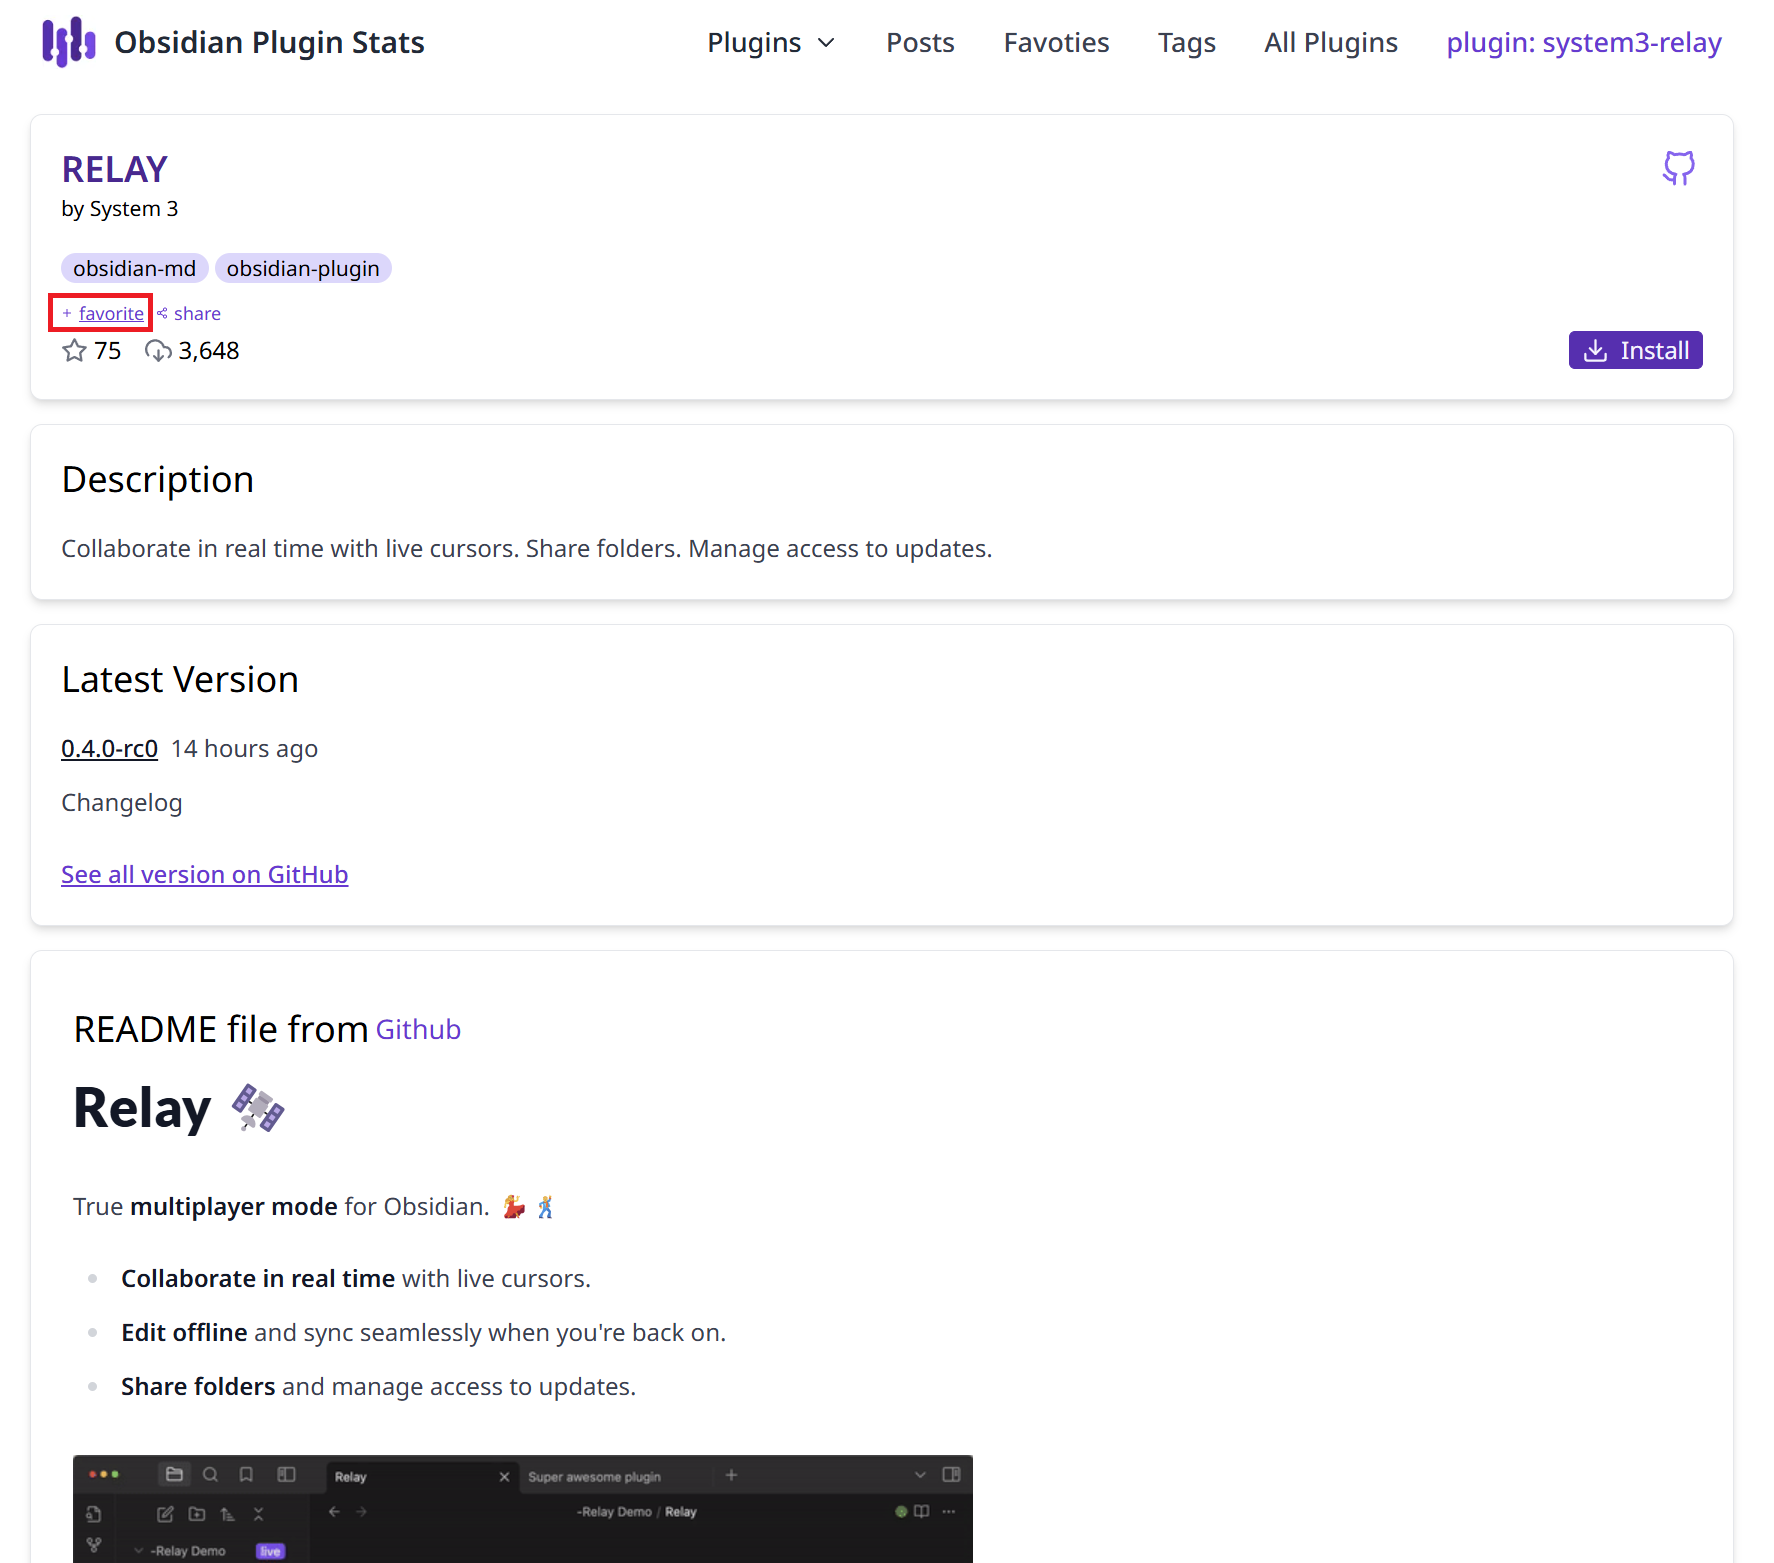 Obsidian Plugin Stats
Plugins Posts Favoties Tags All Plugins plugin: system3-relay
RELAY
by System 3
obsidian-md obsidian-plugin
+ favorite share
75 3,648
Install
Description
Collaborate in real time with live cursors. Share folders. Manage access to updates.
Latest Version
0.4.0-rc0 14 hours ago
Changelog
See all version on GitHub
README file from Github
Relay
True multiplayer mode for Obsidian.
Collaborate in real time with live cursors.
Edit offline and sync seamlessly when you're back on.
Share folders and manage access to updates.
Relay Super awesome plugin
-Relay Demo / Relay
-Relay Demo live